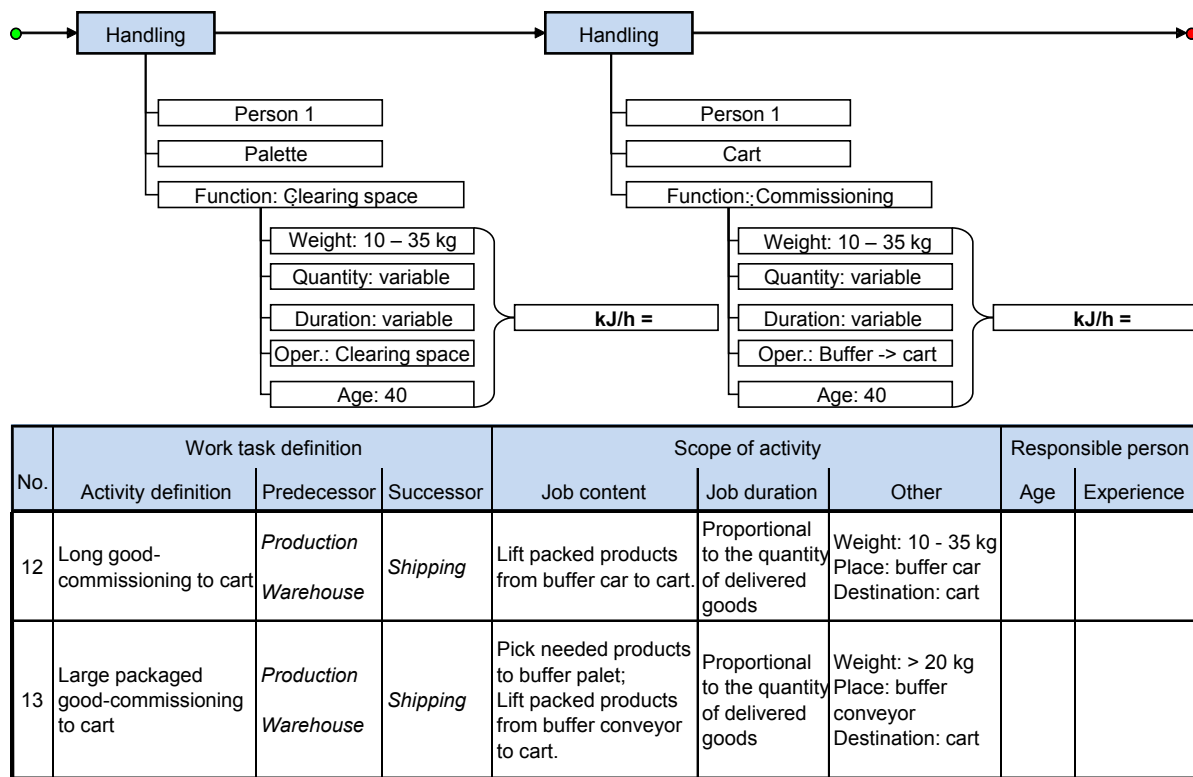 Handling
Handling
Person 1
Palette
Function: Clearing space
Weight: 10 – 35 kg
Quantity: variable
Duration: variable
Oper.: Clearing space
Age: 40
kJ/h =
Person 1
Cart
Function: Commissioning
Weight: 10 – 35 kg
Quantity: variable
Duration: variable
Oper.: Buffer -> cart
Age: 40
kJ/h =
No.
Work task definition
Scope of activity
Responsible person
Activity definition
Predecessor
Successor
Job content
Job duration
Other
Age
Experience
12
Long good-
commissioning to cart
Production
Warehouse
Shipping
Lift packed products
from buffer car to cart.
Proportional
to the quantity
of delivered
goods
Weight: 10 - 35 kg
Place: buffer car
Destination: cart
13
Large packaged
good-commissioning
to cart
Production
Warehouse
Shipping
Pick needed products
to buffer palet;
Lift packed products
from buffer conveyor
to cart.
Proportional
to the quantity
of delivered
goods
Weight: > 20 kg
Place: buffer
conveyor
Destination: cart